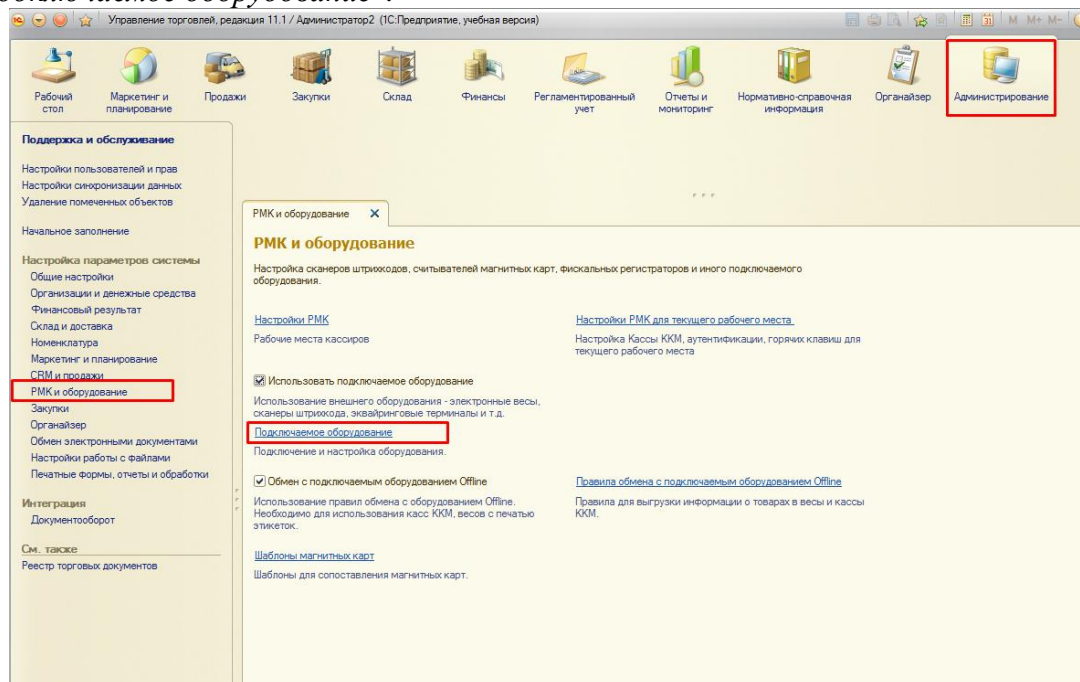 подключаемое оборудование".
Управление торговлей, редакция 11.1 / Администратор2 (1С:Предприятие, учебная версия)
M M+ M-
Рабочий стол
Маркетинг и планирование
Продажи
Закупки
Склад
Финансы
Регламентированный учет
Отчеты и мониторинг
Нормативно-справочная информация
Органайзер
Администрирование
Поддержка и обслуживание
Настройки пользователей и прав
Настройки синхронизации данных
Удаление помеченных объектов
Начальное заполнение
Настройка параметров системы
Общие настройки
Организации и денежные средства
Финансовый результат
Склад и доставка
Номенклатура
Маркетинг и планирование
CRM и продажи
РМК и оборудование
Закупки
Органайзер
Обмен электронными документами
Настройки работы с файлами
Печатные формы, отчеты и обработки
Интеграция
Документооборот
См. также
Реестр торговых документов
РМК и оборудование
РМК и оборудование
Настройка сканеров штрихкодов, считывателей магнитных карт, фискальных регистраторов и иного подключаемого
оборудования.
Настройки РМК
Рабочие места кассиров
Настройки РМК для текущего рабочего места
Настройка Кассы ККМ, аутентификации, горячих клавиш для
текущего рабочего места
Использовать подключаемое оборудование
Использование внешнего оборудования - электронные весы,
сканеры штрихкода, эквайринговые терминалы и т.д.
Подключаемое оборудование
Подключение и настройка оборудования.
Обмен с подключаемым оборудованием Offline
Использование правил обмена с оборудованием Offline.
Необходимо для использования касс ККМ, весов с печатью
этикеток.
Правила обмена с подключаемым оборудованием Offline
Правила для выгрузки информации о товарах в весы и кассы
ККМ.
Шаблоны магнитных карт
Шаблоны для сопоставления магнитных карт.